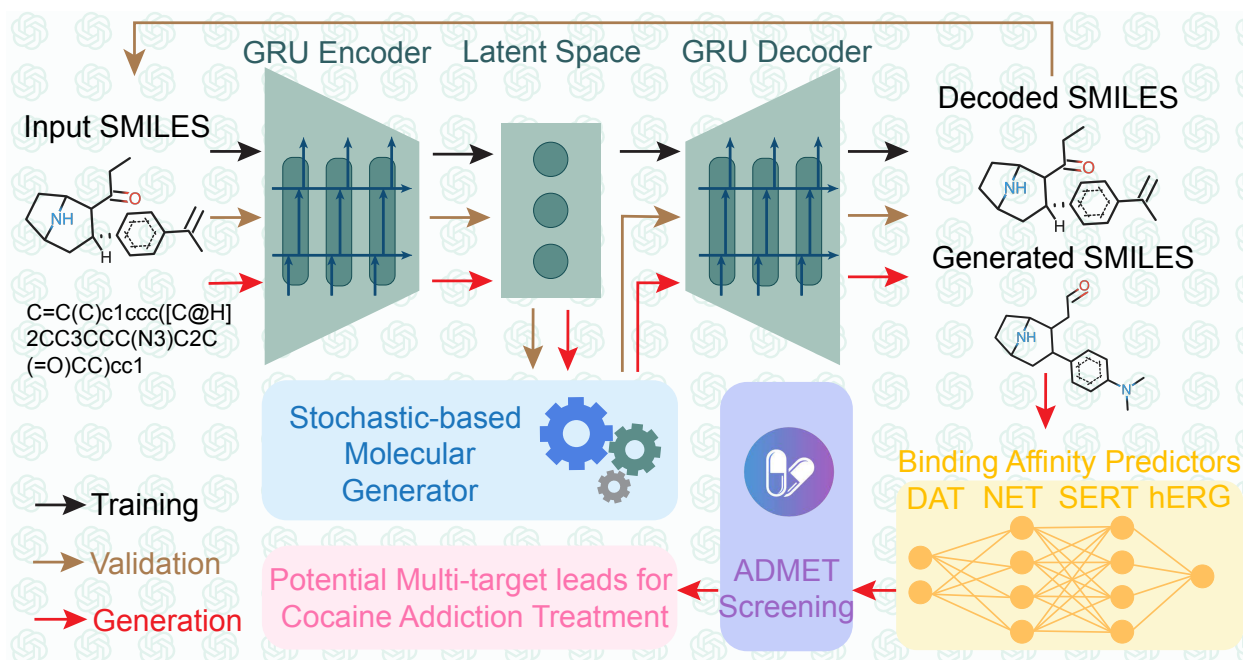 GRU Encoder
Latent Space
GRU Decoder
Input SMILES
O
NH
H
C=C(C)c1ccc([C@H]
2CC3CCC(N3)C2C
(=O)CC)cc1
Decoded SMILES
O
NH
H
Generated SMILES
O
NH
N
Stochastic-based
Molecular
Generator
Training
Validation
Generation
Binding Affinity Predictors
DAT NET SERT hERG
ADMET
Screening
Potential Multi-target leads for
Cocaine Addiction Treatment